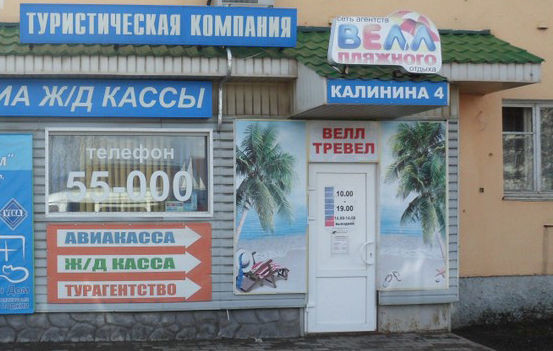 ТУРИСТИЧЕСКАЯ КОМПАНИЯ
сеть агентств
ВЕЛЛ
пляжного
отдыха
ИА Ж/Д КАССЫ
КАЛИНИНА 4
телефон
55-000
ВЕЛЛ
ТРЕВЕЛ
10.00
19.00
VEKA
АВИАКАССА
Ж/Д КАССА
ТУРАГЕНТСТВО